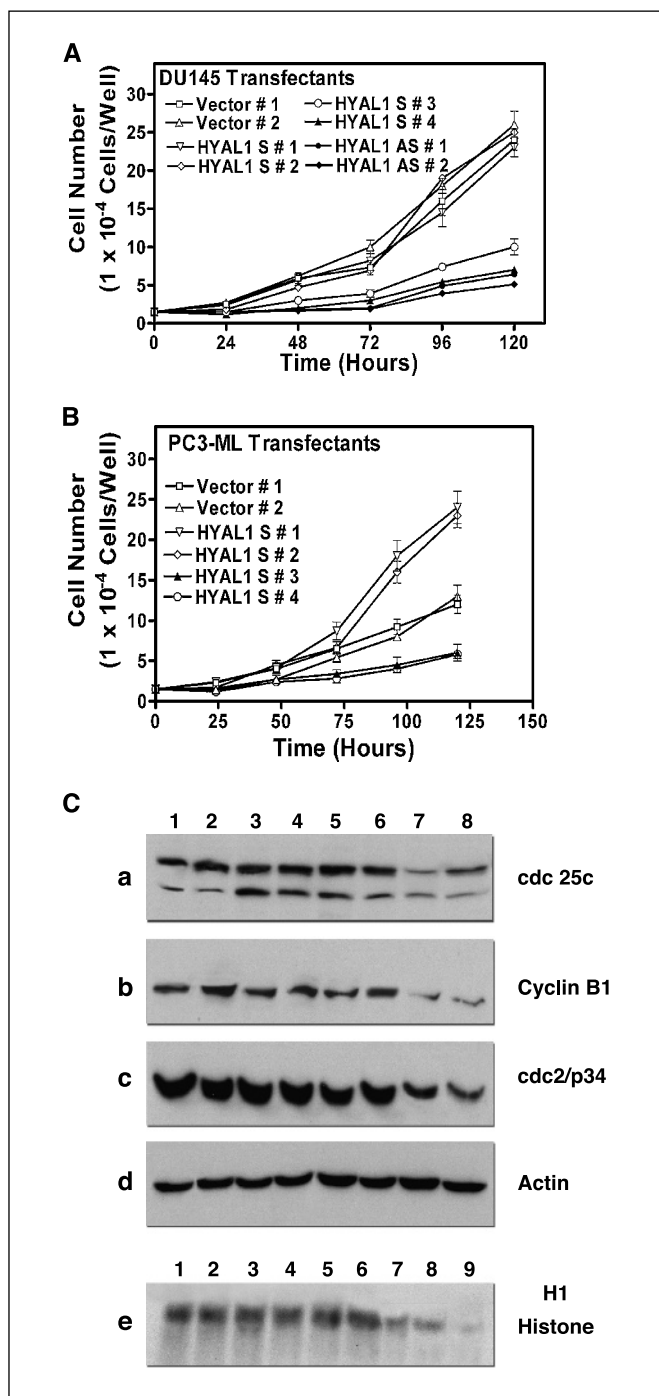 A
DU145 Transfectants
Vector # 1
Vector # 2
HYAL1 S # 1
HYAL1 S # 2
HYAL1 S # 3
HYAL1 S # 4
HYAL1 AS # 1
HYAL1 AS # 2
Cell Number
(1 x 10⁻⁴ Cells/Well)
30
25
20
15
10
5
0
0 24 48 72 96 120
Time (Hours)
B
PC3-ML Transfectants
Vector # 1
Vector # 2
HYAL1 S # 1
HYAL1 S # 2
HYAL1 S # 3
HYAL1 S # 4
Cell Number
(1 x 10⁻⁴ Cells/Well)
30
25
20
15
10
5
0
0 25 50 75 100 125 150
Time (Hours)
C
1 2 3 4 5 6 7 8
a cdc 25c
b Cyclin B1
c cdc2/p34
d Actin
1 2 3 4 5 6 7 8 9
e H1
Histone